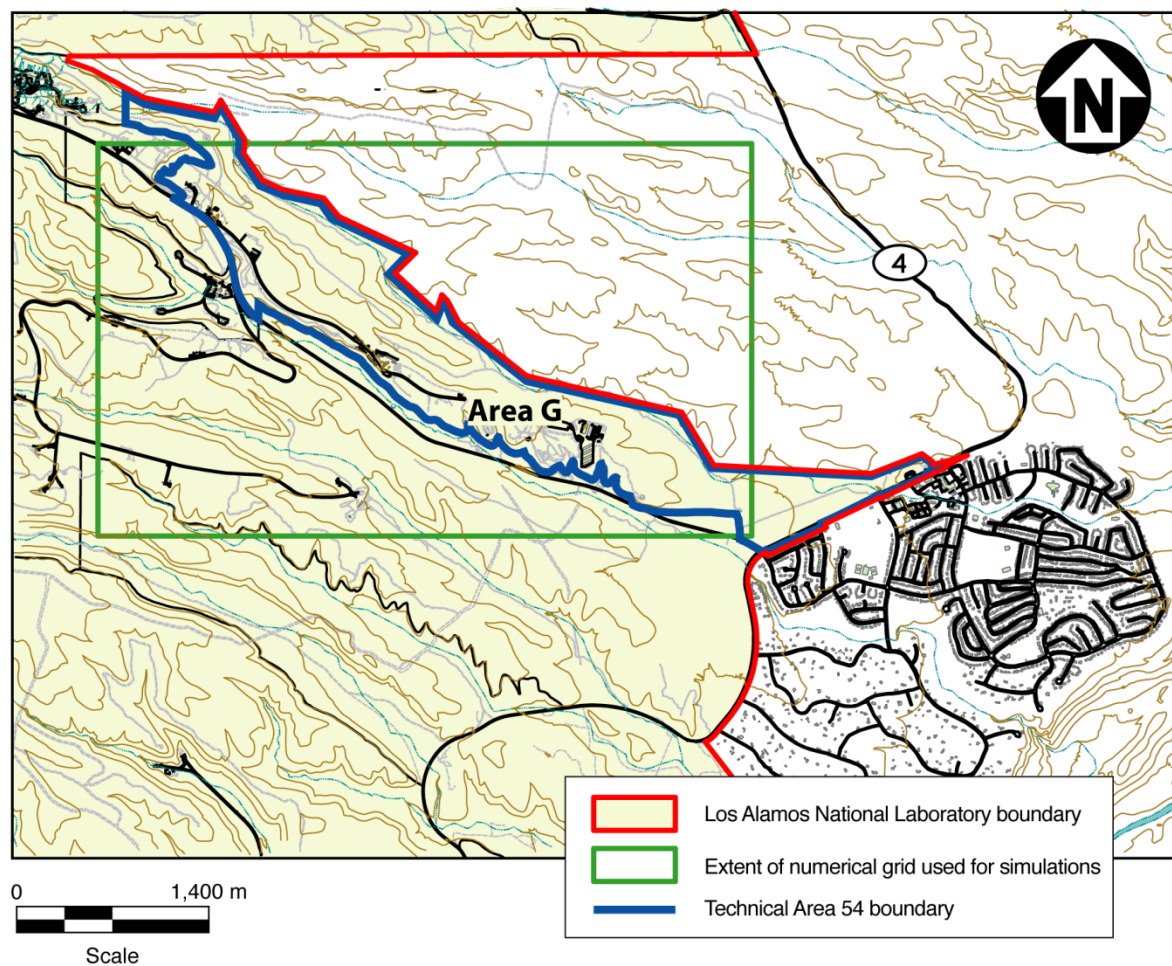 N
4
Area G
Los Alamos National Laboratory boundary
Extent of numerical grid used for simulations
Technical Area 54 boundary
0 1,400 m
Scale